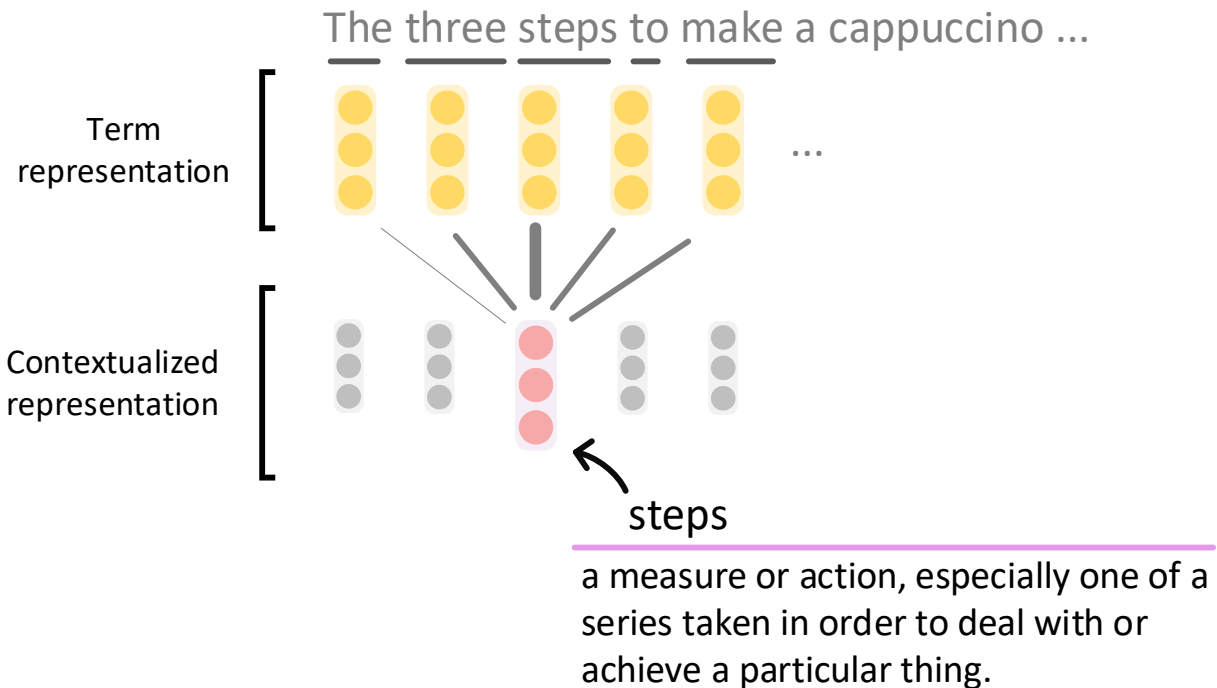 The three steps to make a cappuccino ...
Term
representation
...
Contextualized
representation
steps
a measure or action, especially one of a
series taken in order to deal with or
achieve a particular thing.